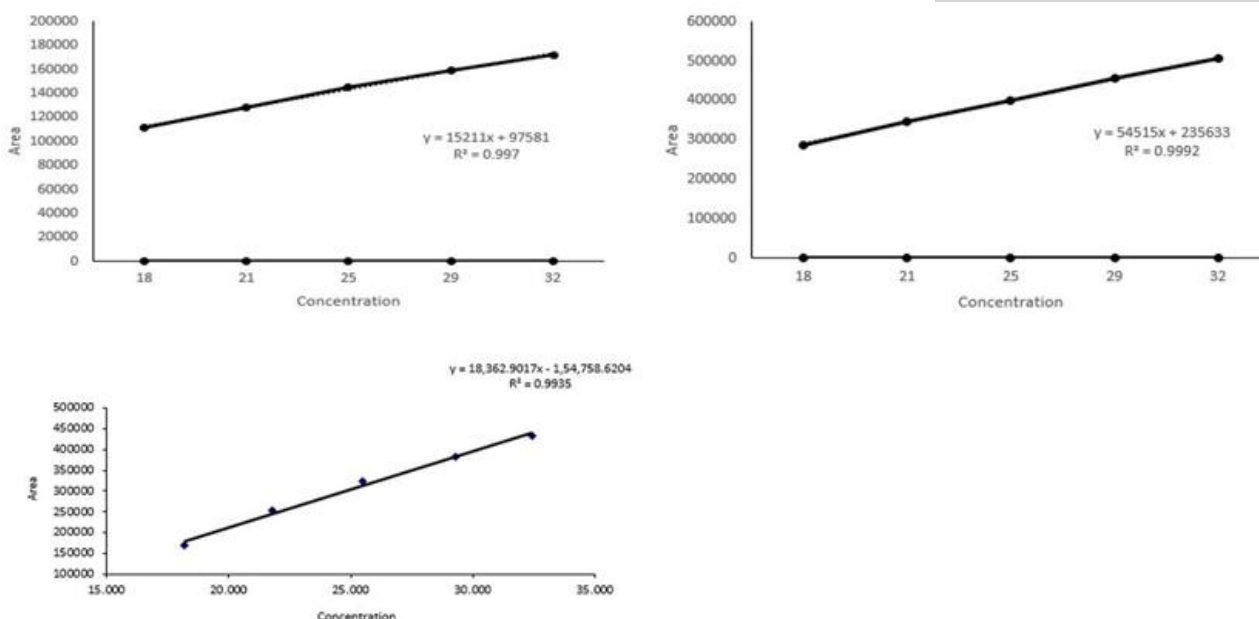 200000
180000
160000
140000
120000
100000
80000
60000
40000
20000
0
Area
y = 15211x + 97581
R² = 0.997
18 21 25 29 32
Concentration
600000
500000
400000
300000
200000
100000
0
Area
y = 54515x + 235633
R² = 0.9992
18 21 25 29 32
Concentration
y = 18,362.9017x - 1,54,758.6204
R² = 0.9935
500000
450000
400000
350000
300000
250000
200000
150000
100000
Area
15.000 20.000 25.000 30.000 35.000
Concentration